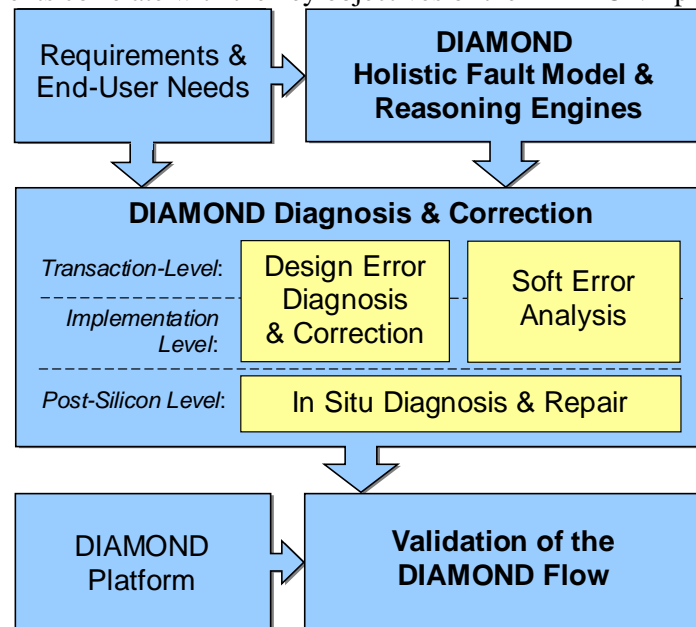 Requirements &
End-User Needs
DIAMOND
Holistic Fault Model &
Reasoning Engines
DIAMOND Diagnosis & Correction
Transaction-Level:
Design Error
Diagnosis
& Correction
Soft Error
Analysis
Implementation
Level:
Post-Silicon Level:
In Situ Diagnosis & Repair
DIAMOND
Platform
Validation of the
DIAMOND Flow